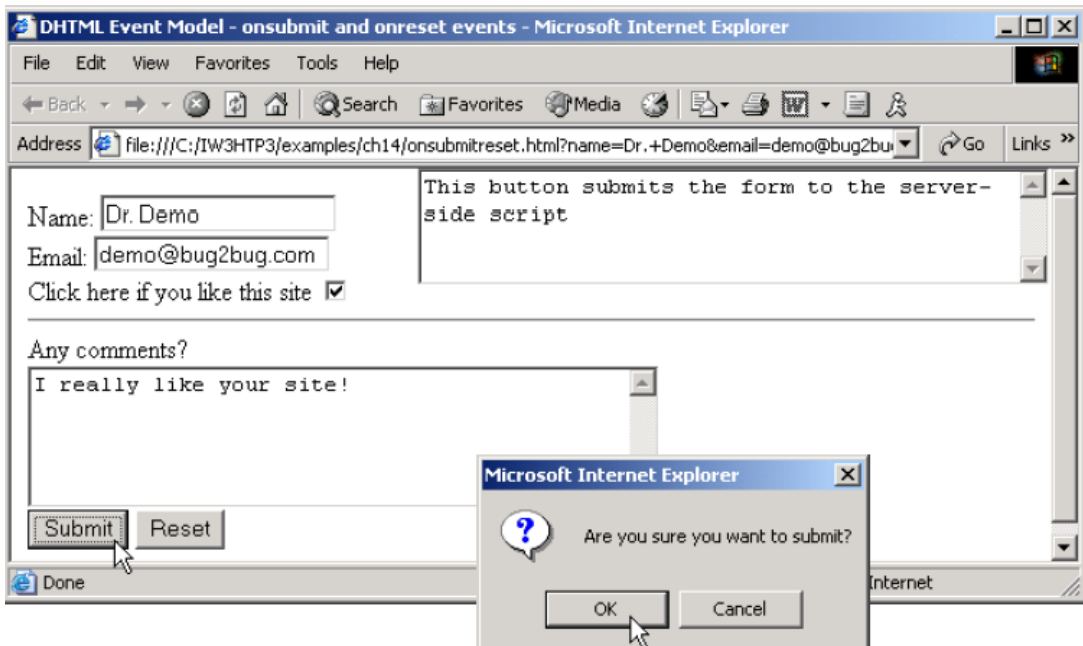 DHTML Event Model - onsubmit and onreset events - Microsoft Internet Explorer
File Edit View Favorites Tools Help
Back Search Favorites Media
Address file:///C:/IW3HTP3/examples/ch14/onsubmitreset.html?name=Dr.+Demo&email=demo@bug2bu Go Links »
Name: Dr. Demo
Email: demo@bug2bug.com
Click here if you like this site
This button submits the form to the server-
side script
Any comments?
I really like your site!
Submit Reset
Microsoft Internet Explorer
Are you sure you want to submit?
OK Cancel
Done Internet